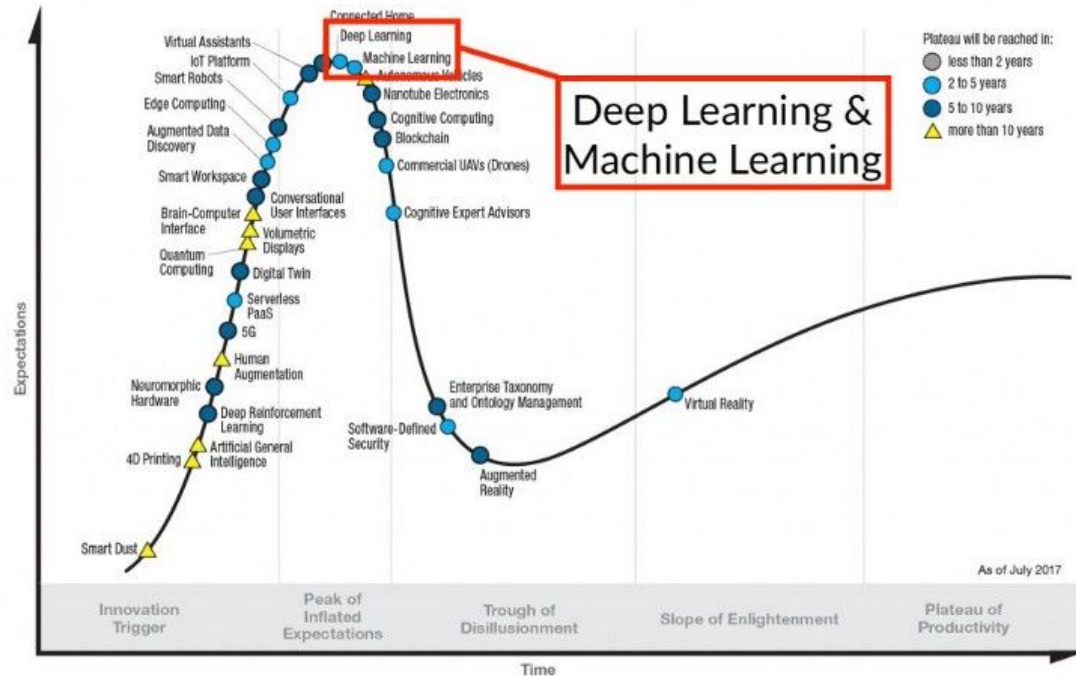 Connected Home
Deep Learning
Virtual Assistants
Machine Learning
IoT Platform
Autonomous Vehicles
Smart Robots
Nanotube Electronics
Edge Computing
Cognitive Computing
Augmented Data
Discovery
Blockchain
Commercial UAVs (Drones)
Smart Workspace
Conversational
User Interfaces
Cognitive Expert Advisors
Brain-Computer
Interface
Volumetric
Displays
Quantum
Computing
Digital Twin
Serverless
PaaS
5G
Human
Augmentation
Neuromorphic
Hardware
Deep Reinforcement
Learning
Artificial General
Intelligence
4D Printing
Smart Dust
Enterprise Taxonomy
and Ontology Management
Software-Defined
Security
Augmented
Reality
Virtual Reality
Deep Learning &
Machine Learning
Plateau will be reached in:
less than 2 years
2 to 5 years
5 to 10 years
more than 10 years
Expectations
As of July 2017
Innovation
Trigger
Peak of
Inflated
Expectations
Trough of
Disillusionment
Slope of Enlightenment
Plateau of
Productivity
Time